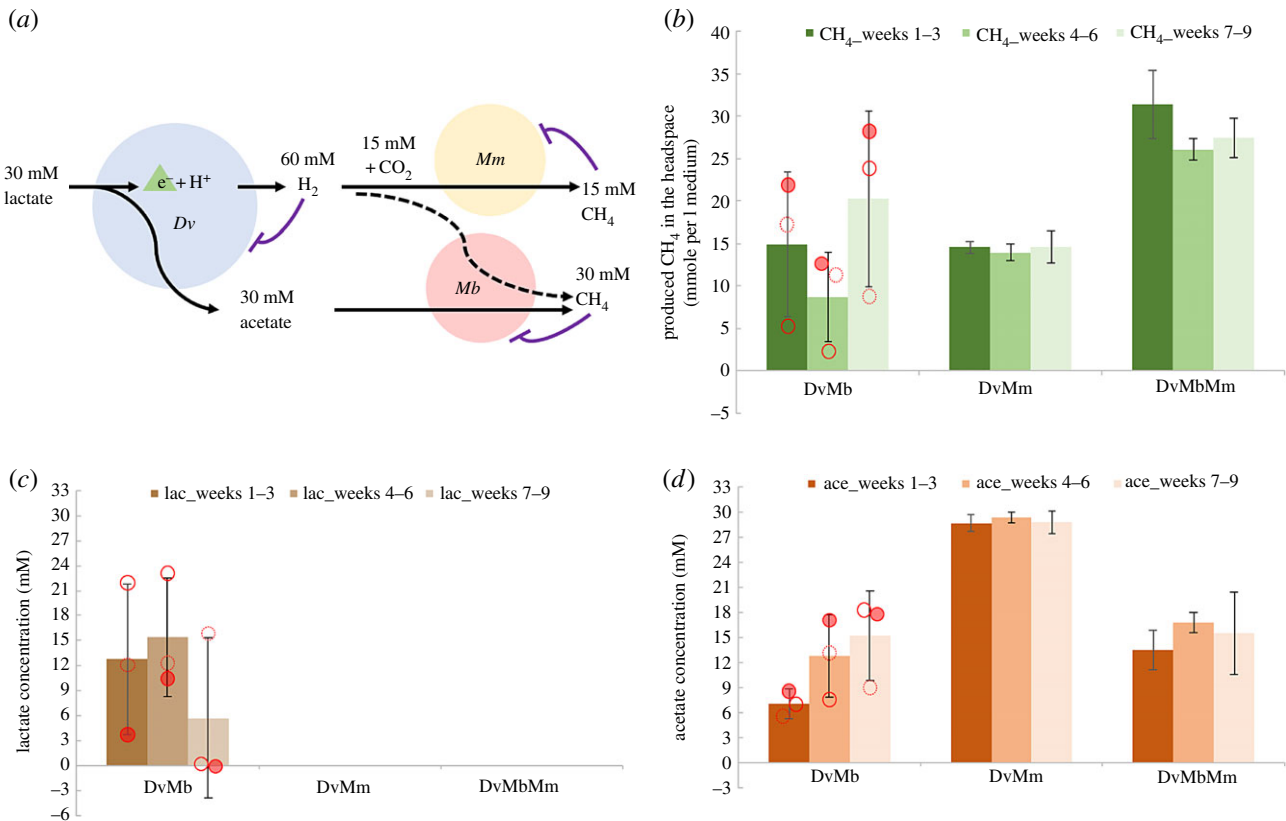 (a)
30 mM
lactate
e⁻ + H⁺
Dv
60 mM
H₂
15 mM
+ CO₂
Mm
15 mM
CH₄
Mb
30 mM
CH₄
30 mM
acetate
(b)
CH₄_weeks 1–3 CH₄_weeks 4–6 CH₄_weeks 7–9
produced CH₄ in the headspace
(mmole per l medium)
40
35
30
25
20
15
10
5
0
–5
DvMb DvMm DvMbMm
(c)
lac_weeks 1–3 lac_weeks 4–6 lac_weeks 7–9
lactate concentration (mM)
33
30
27
24
21
18
15
12
9
6
3
0
–3
–6
DvMb DvMm DvMbMm
(d)
ace_weeks 1–3 ace_weeks 4–6 ace_weeks 7–9
acetate concentration (mM)
33
30
27
24
21
18
15
12
9
6
3
0
–3
DvMb DvMm DvMbMm